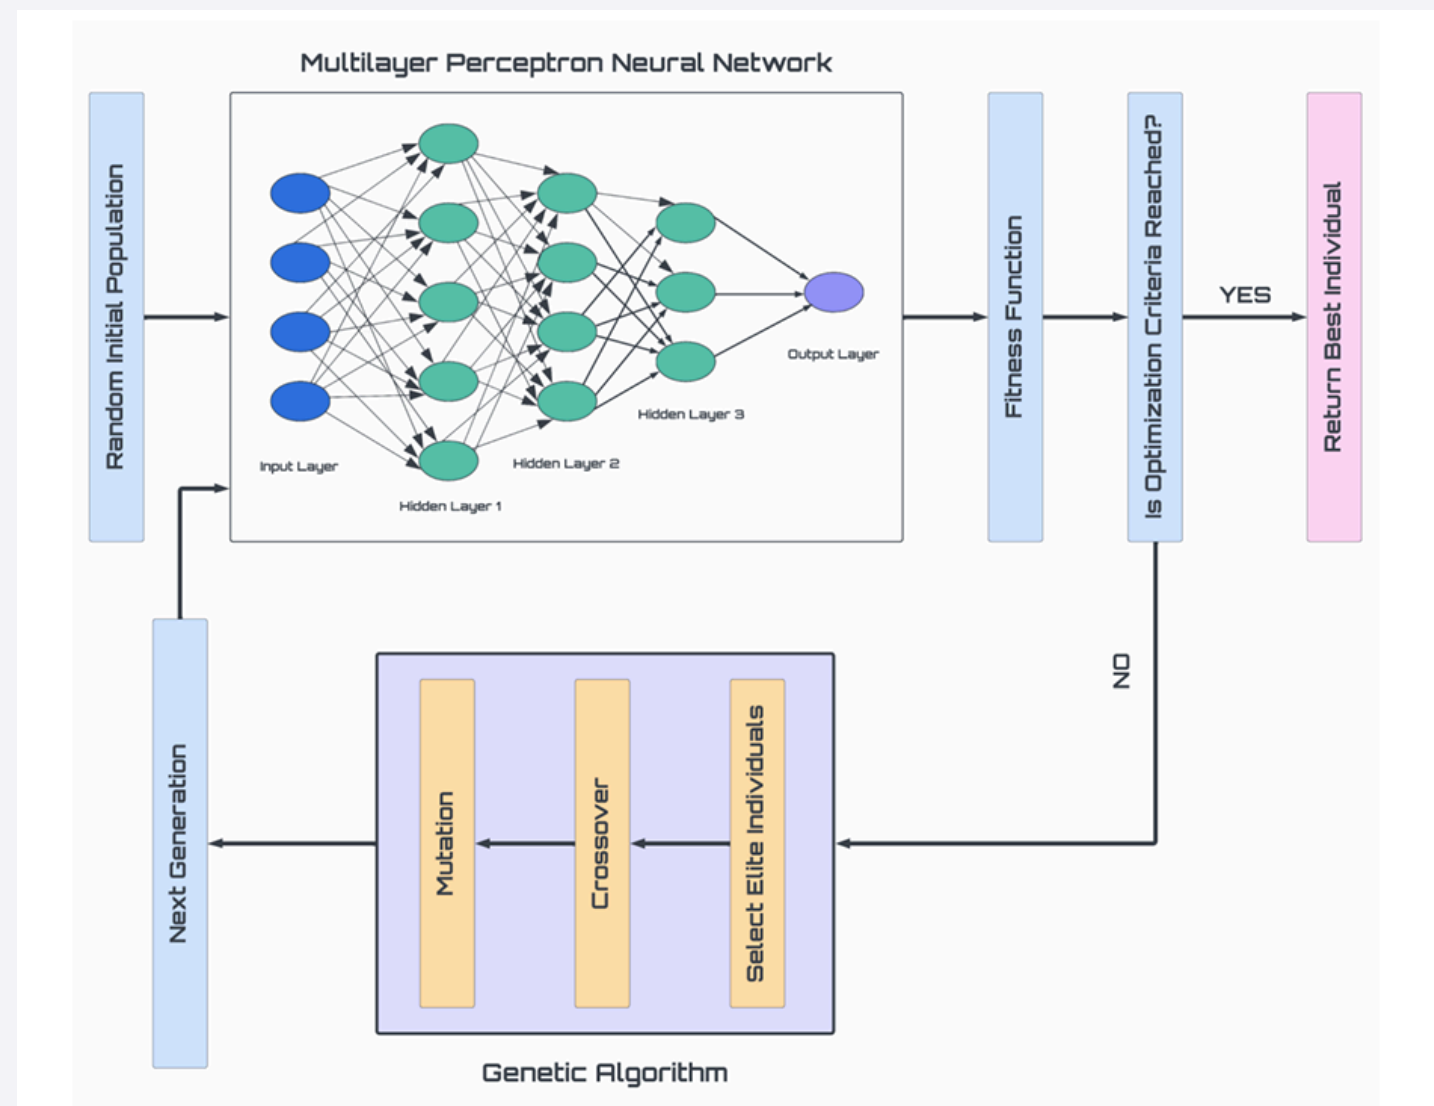 Multilayer Perceptron Neural Network
Random Initial Population
Input Layer
Hidden Layer 1
Hidden Layer 2
Hidden Layer 3
Output Layer
Fitness Function
Is Optimization Criteria Reached?
YES
Return Best Individual
NO
Select Elite Individuals
Crossover
Mutation
Next Generation
Genetic Algorithm